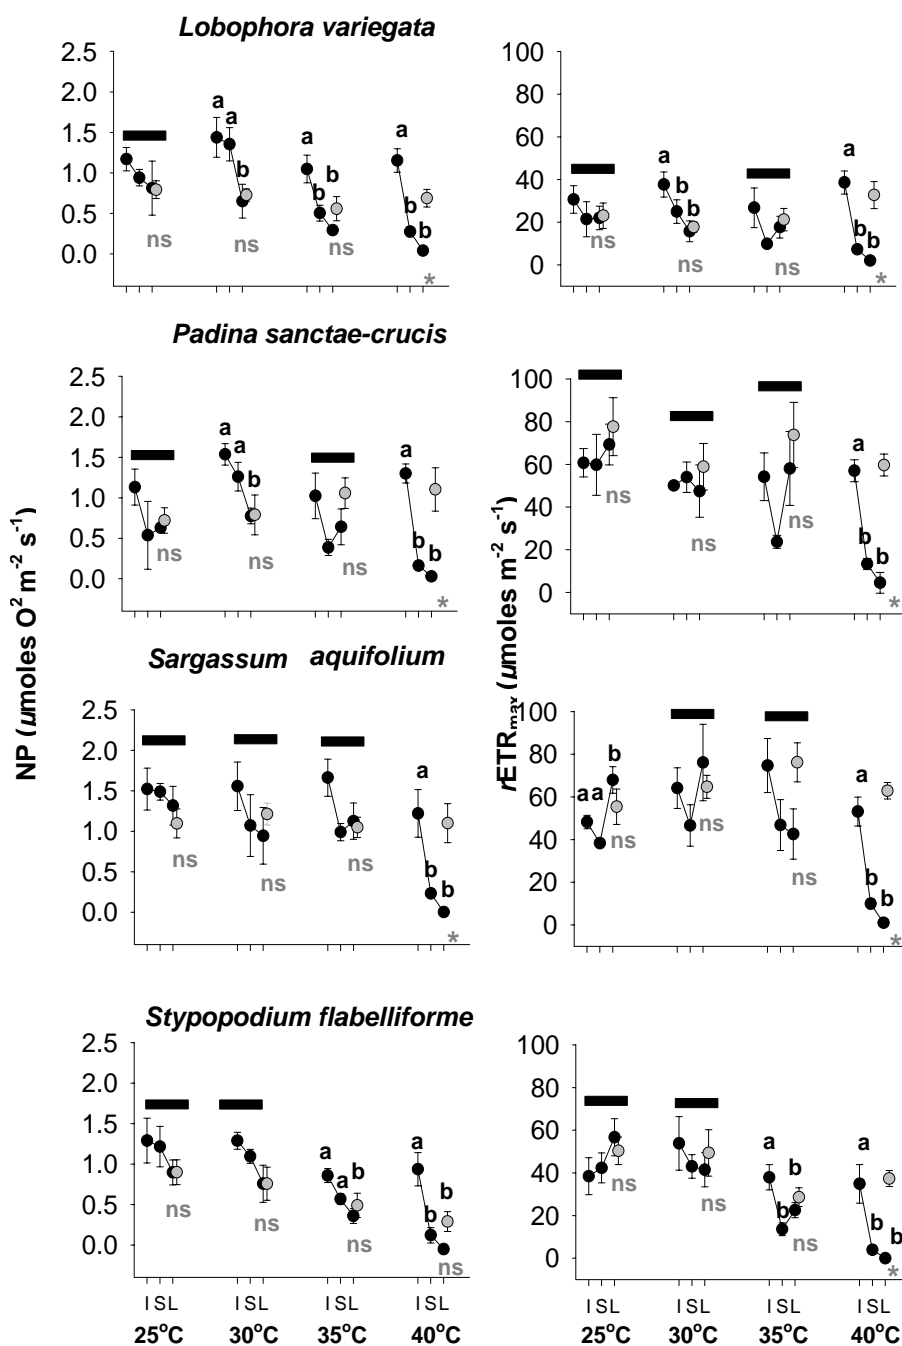 Lobophora variegata
2.5
2.0
1.5
1.0
0.5
0.0
a
a
b
a
b
b
a
b
b
ns
ns
ns
*
100
80
60
40
20
0
a
b
b
a
b
b
ns
ns
ns
*
Padina sanctae-crucis
2.5
2.0
1.5
1.0
0.5
0.0
a
a
b
a
b
b
ns
ns
ns
*
100
80
60
40
20
0
a
b
b
ns
ns
ns
*
NP (µmoles O² m⁻² s⁻¹)
rETRmax (µmoles m⁻² s⁻¹)
Sargassum aquifolium
2.5
2.0
1.5
1.0
0.5
0.0
a
b
b
ns
ns
ns
*
100
80
60
40
20
0
a
a
b
a
b
b
ns
ns
ns
*
Stypopodium flabelliforme
2.5
2.0
1.5
1.0
0.5
0.0
a
a
b
a
b
b
ns
ns
ns
ns
100
80
60
40
20
0
a
b
b
a
b
b
ns
ns
ns
*
I S L I S L I S L I S L
25°C 30°C 35°C 40°C
I S L I S L I S L I S L
25°C 30°C 35°C 40°C